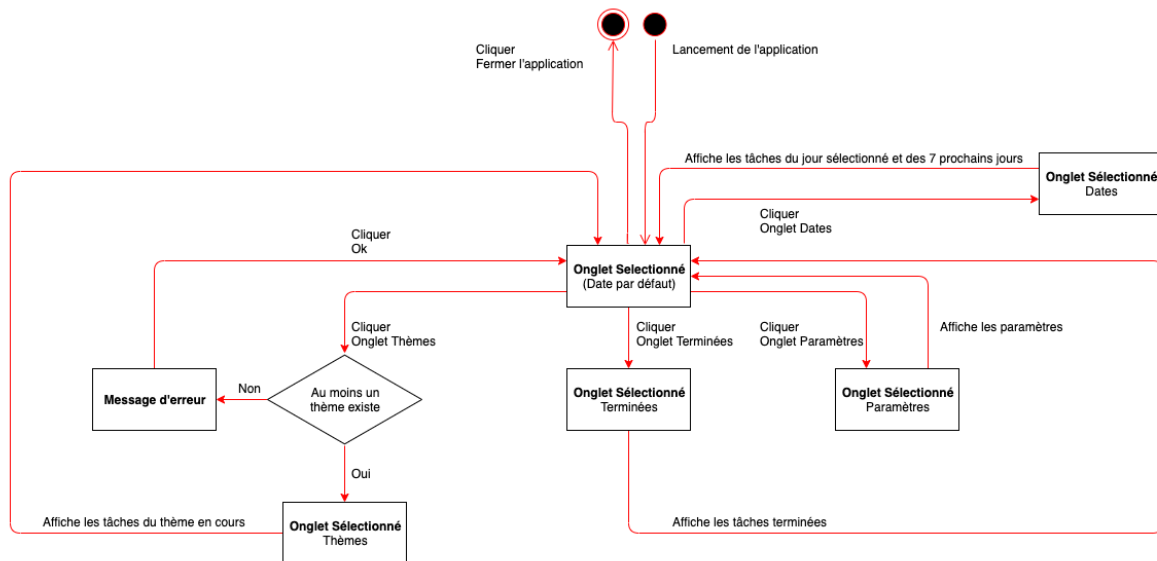 Cliquer
Fermer l'application
Lancement de l'application
Affiche les tâches du jour sélectionné et des 7 prochains jours
Onglet Sélectionné
Dates
Cliquer
Onglet Dates
Cliquer
Ok
Onglet Selectionné
(Date par défaut)
Cliquer
Onglet Thèmes
Cliquer
Onglet Terminées
Cliquer
Onglet Paramètres
Affiche les paramètres
Message d'erreur
Non
Au moins un
thème existe
Onglet Sélectionné
Terminées
Onglet Sélectionné
Paramètres
Oui
Affiche les tâches du thème en cours
Onglet Sélectionné
Thèmes
Affiche les tâches terminées